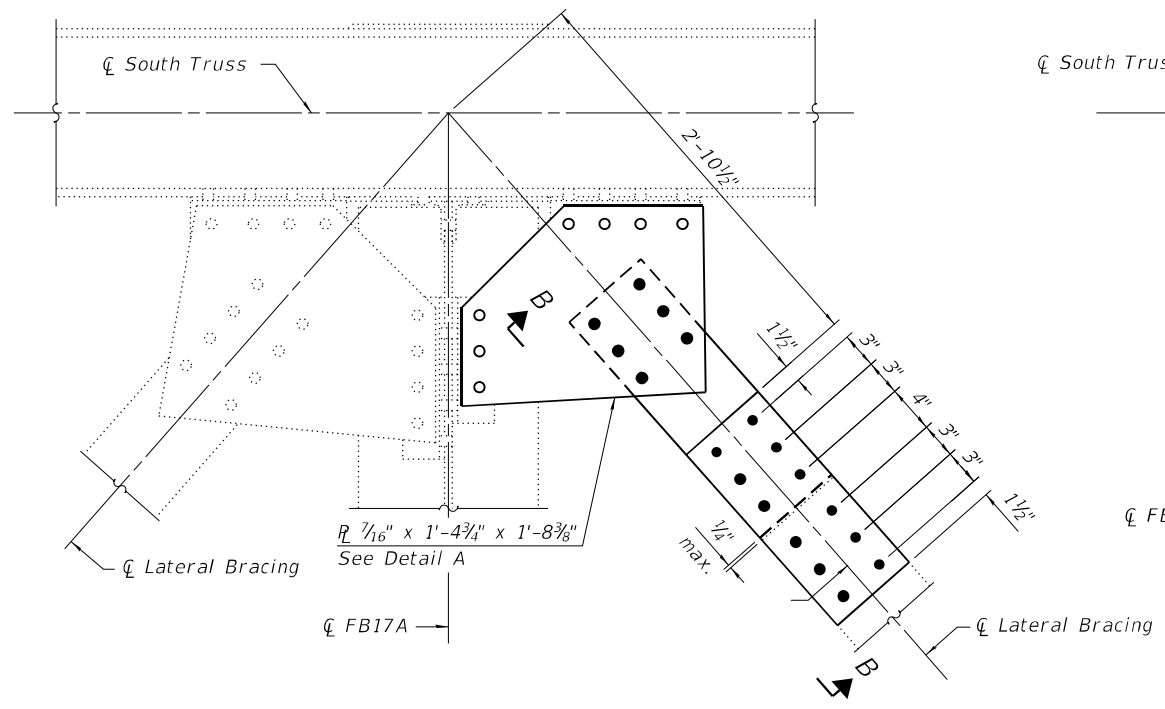 ℄ South Truss
℄ South Trus
2'-10½"
B
1½"
3"
3"
4"
3"
3"
1½"
¼"
max.
℄ FB
PL 7/16" x 1'-4¾" x 1'-8⅜"
See Detail A
℄ Lateral Bracing
℄ FB17A
℄ Lateral Bracing
B